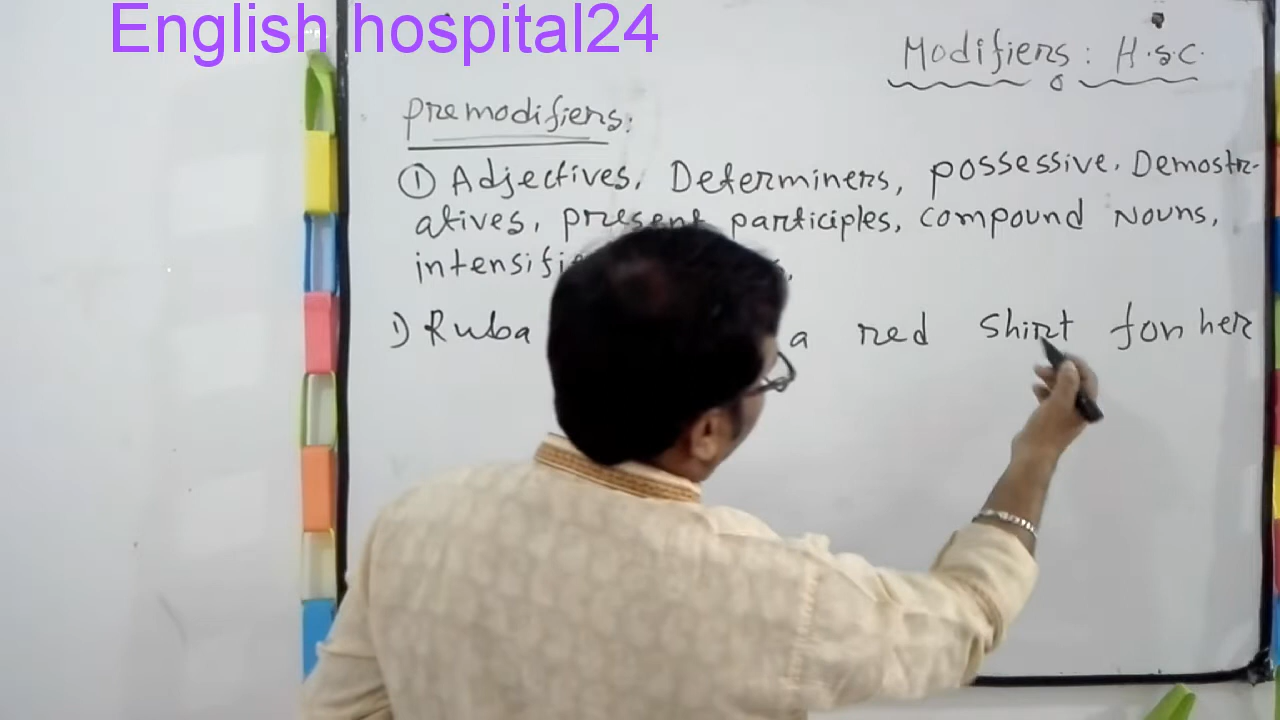 English hospital24
Modifiers: H.S.C.
premodifiers:
① Adjectives, Determiners, possessive, Demostr-
atives, present participles, compound Nouns,
1) Ruba a red Shirt for her